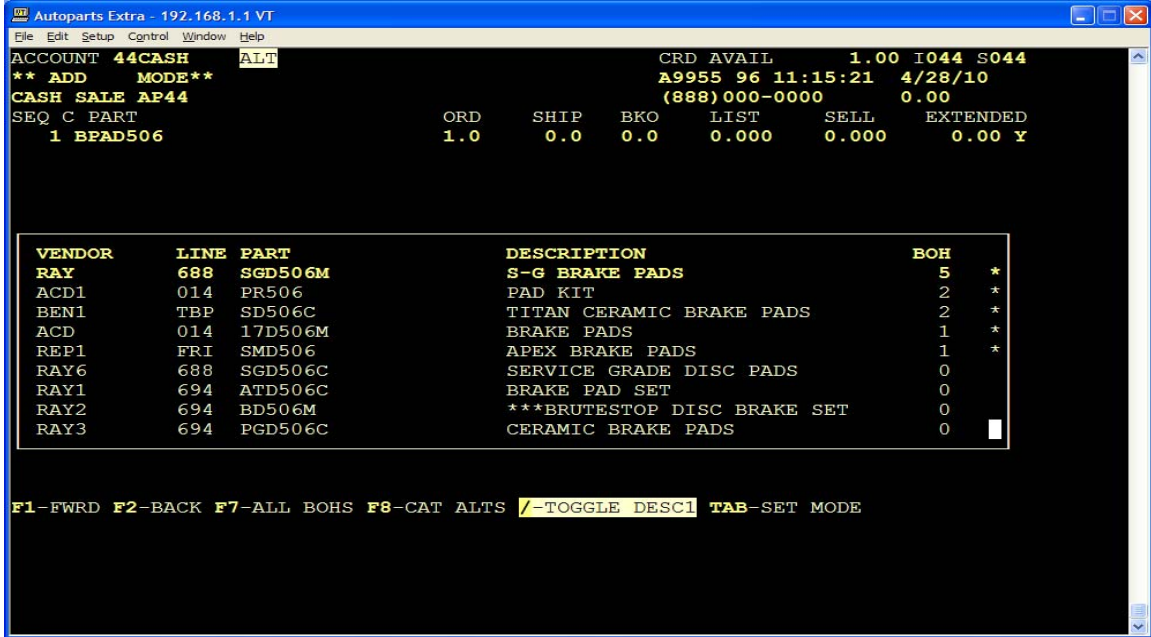 Autoparts Extra - 192.168.1.1 VT
File Edit Setup Control Window Help
ACCOUNT 44CASH ALT CRD AVAIL 1.00 I044 S044
** ADD MODE** A9955 96 11:15:21 4/28/10
CASH SALE AP44 (888)000-0000 0.00
SEQ C PART ORD SHIP BKO LIST SELL EXTENDED
1 BPAD506 1.0 0.0 0.0 0.000 0.000 0.00 Y
VENDOR LINE PART DESCRIPTION BOH
RAY 688 SGD506M S-G BRAKE PADS 5 *
ACD1 014 PR506 PAD KIT 2 *
BEN1 TBP SD506C TITAN CERAMIC BRAKE PADS 2 *
ACD 014 17D506M BRAKE PADS 1 *
REP1 FRI SMD506 APEX BRAKE PADS 1 *
RAY6 688 SGD506C SERVICE GRADE DISC PADS 0
RAY1 694 ATD506C BRAKE PAD SET 0
RAY2 694 BD506M ***BRUTESTOP DISC BRAKE SET 0
RAY3 694 PGD506C CERAMIC BRAKE PADS 0
F1-FWRD F2-BACK F7-ALL BOHS F8-CAT ALTS /-TOGGLE DESC1 TAB-SET MODE